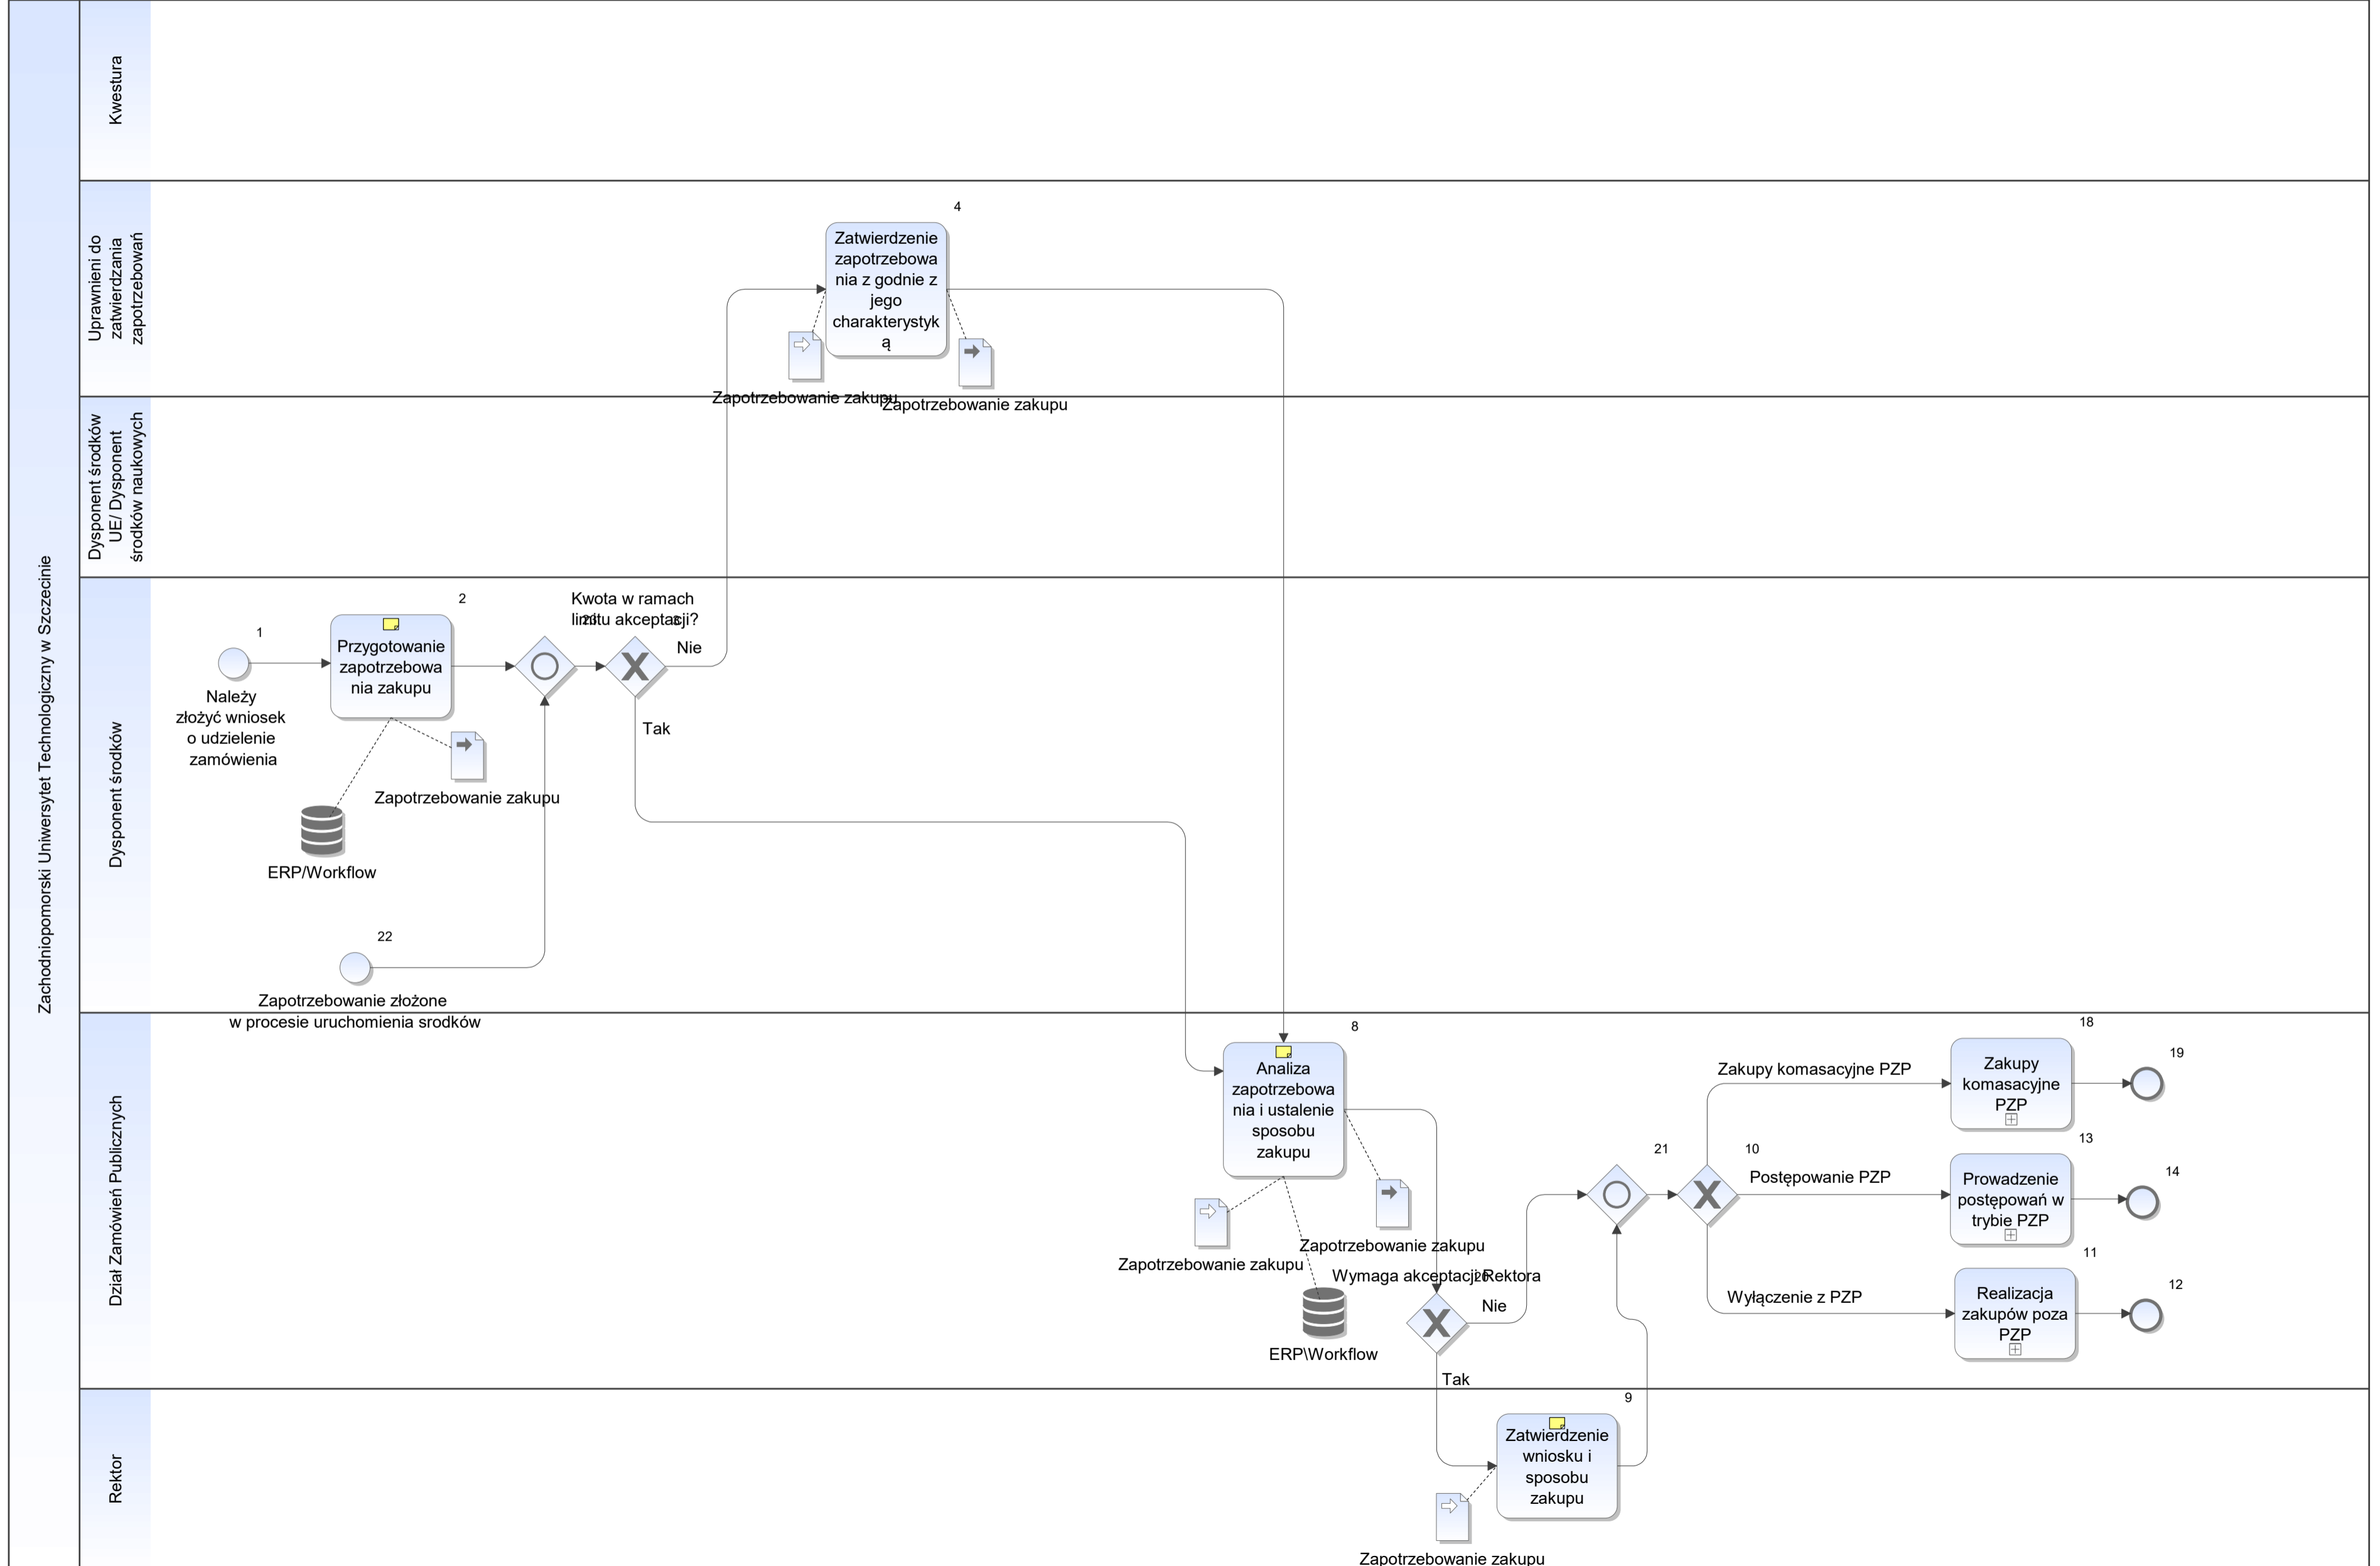 Zachodniopomorski Uniwersytet Technologiczny w Szczecinie
Kwestura
Uprawnieni do
zatwierdzania
zapotrzebowań
4
Zatwierdzenie
zapotrzebowa
nia z godnie z
jego
charakterystyk
ą
Zapotrzebowanie zakupu
Zapotrzebowanie zakupu
Dysponent środków
UE/ Dysponent
środków naukowych
Dysponent środków
1
Należy
złożyć wniosek
o udzielenie
zamówienia
2
Przygotowanie
zapotrzebowa
nia zakupu
Zapotrzebowanie zakupu
ERP/Workflow
Kwota w ramach
limitu akceptacji?
Nie
Tak
22
Zapotrzebowanie złożone
w procesie uruchomienia srodków
Dział Zamówień Publicznych
8
Analiza
zapotrzebowa
nia i ustalenie
sposobu
zakupu
Zapotrzebowanie zakupu
Zapotrzebowanie zakupu
ERP\Workflow
Wymaga akceptacji Rektora
Nie
Tak
21
10
Zakupy komasacyjne PZP
Postępowanie PZP
Wyłączenie z PZP
18
Zakupy
komasacyjne
PZP
19
13
Prowadzenie
postępowań w
trybie PZP
14
11
Realizacja
zakupów poza
PZP
12
Rektor
9
Zatwierdzenie
wniosku i
sposobu
zakupu
Zapotrzebowanie zakupu